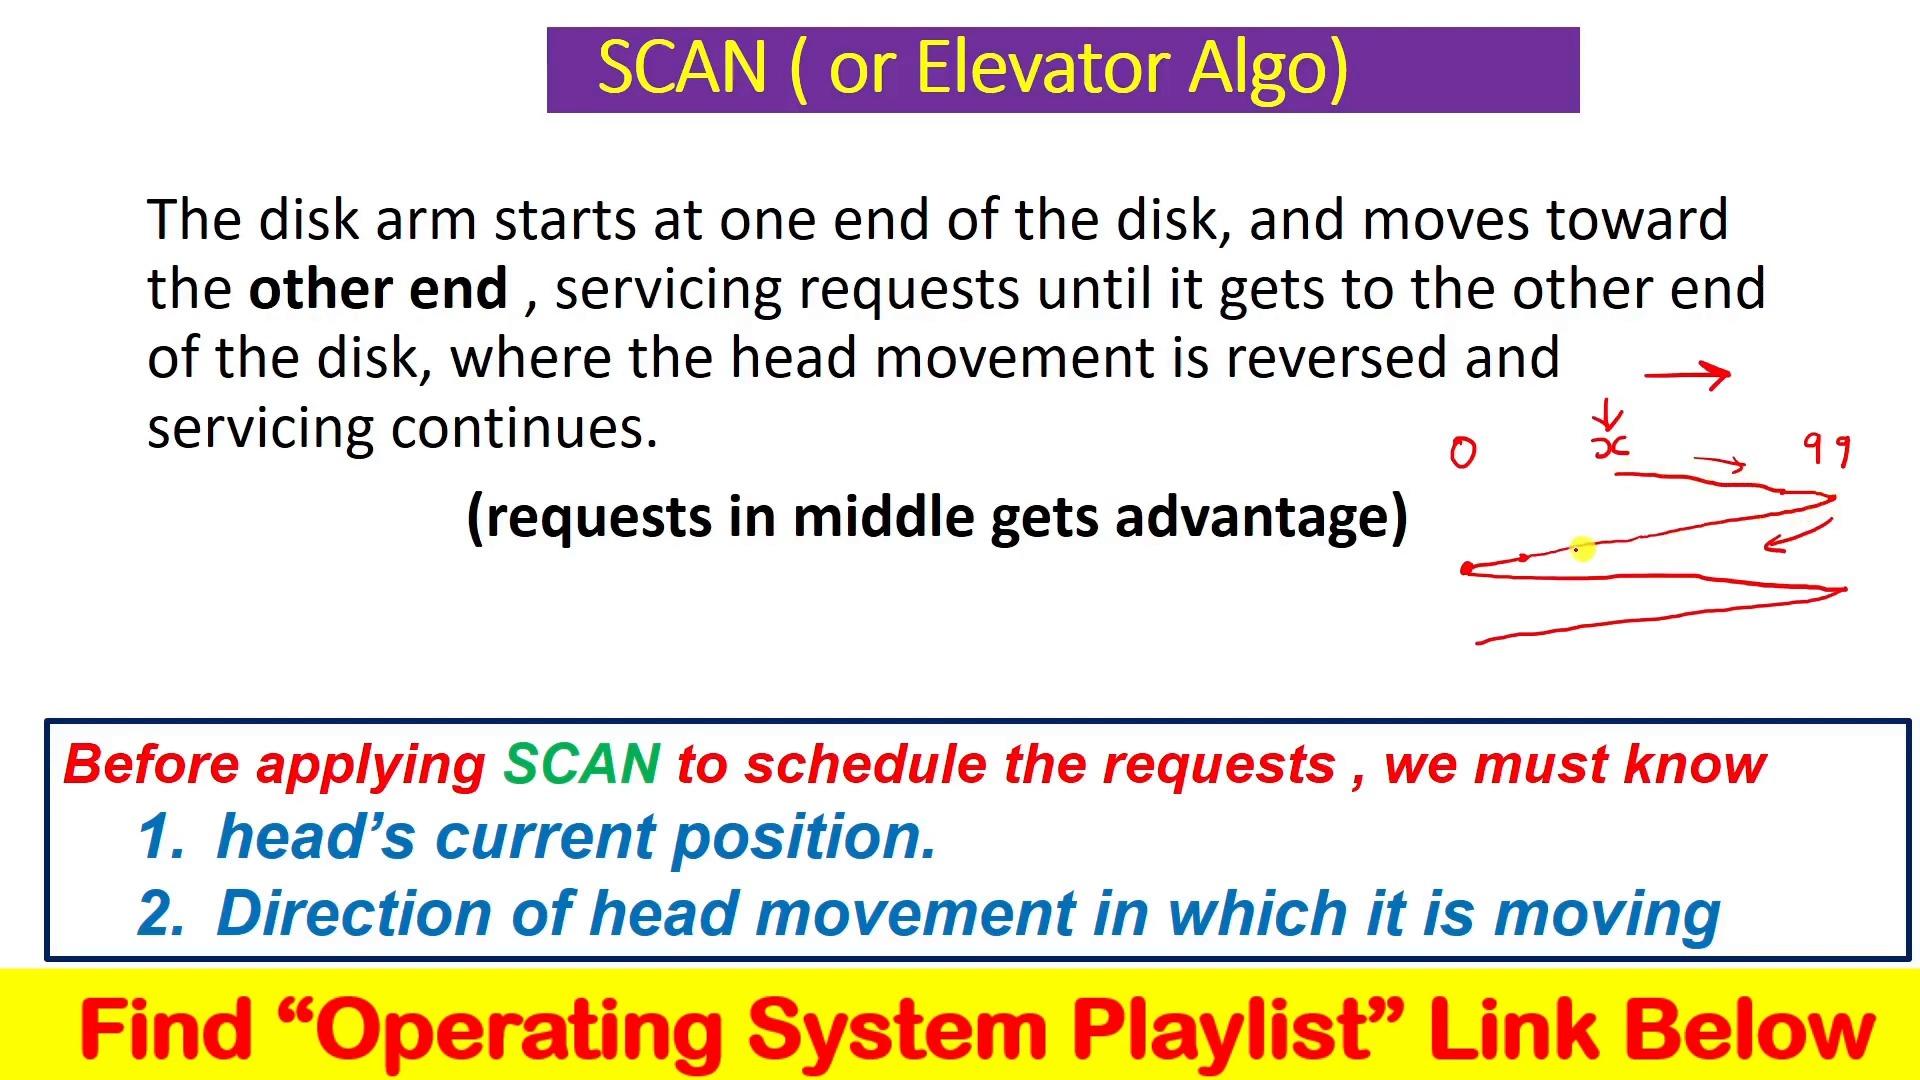 SCAN ( or Elevator Algo)
The disk arm starts at one end of the disk, and moves toward
the other end , servicing requests until it gets to the other end
of the disk, where the head movement is reversed and
servicing continues.
0 x 99
(requests in middle gets advantage)
Before applying SCAN to schedule the requests , we must know
1. head’s current position.
2. Direction of head movement in which it is moving
Find “Operating System Playlist” Link Below